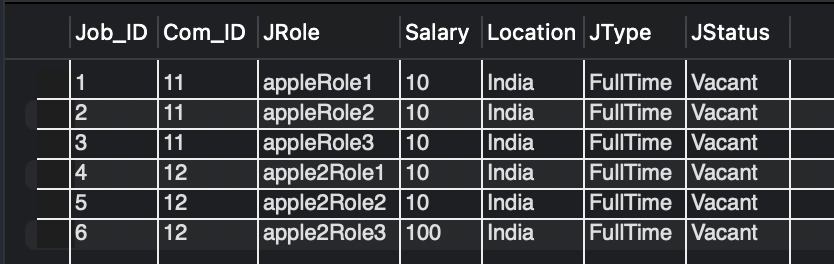 Job_ID Com_ID JRole Salary Location JType JStatus
1 11 appleRole1 10 India FullTime Vacant
2 11 appleRole2 10 India FullTime Vacant
3 11 appleRole3 10 India FullTime Vacant
4 12 apple2Role1 10 India FullTime Vacant
5 12 apple2Role2 10 India FullTime Vacant
6 12 apple2Role3 100 India FullTime Vacant